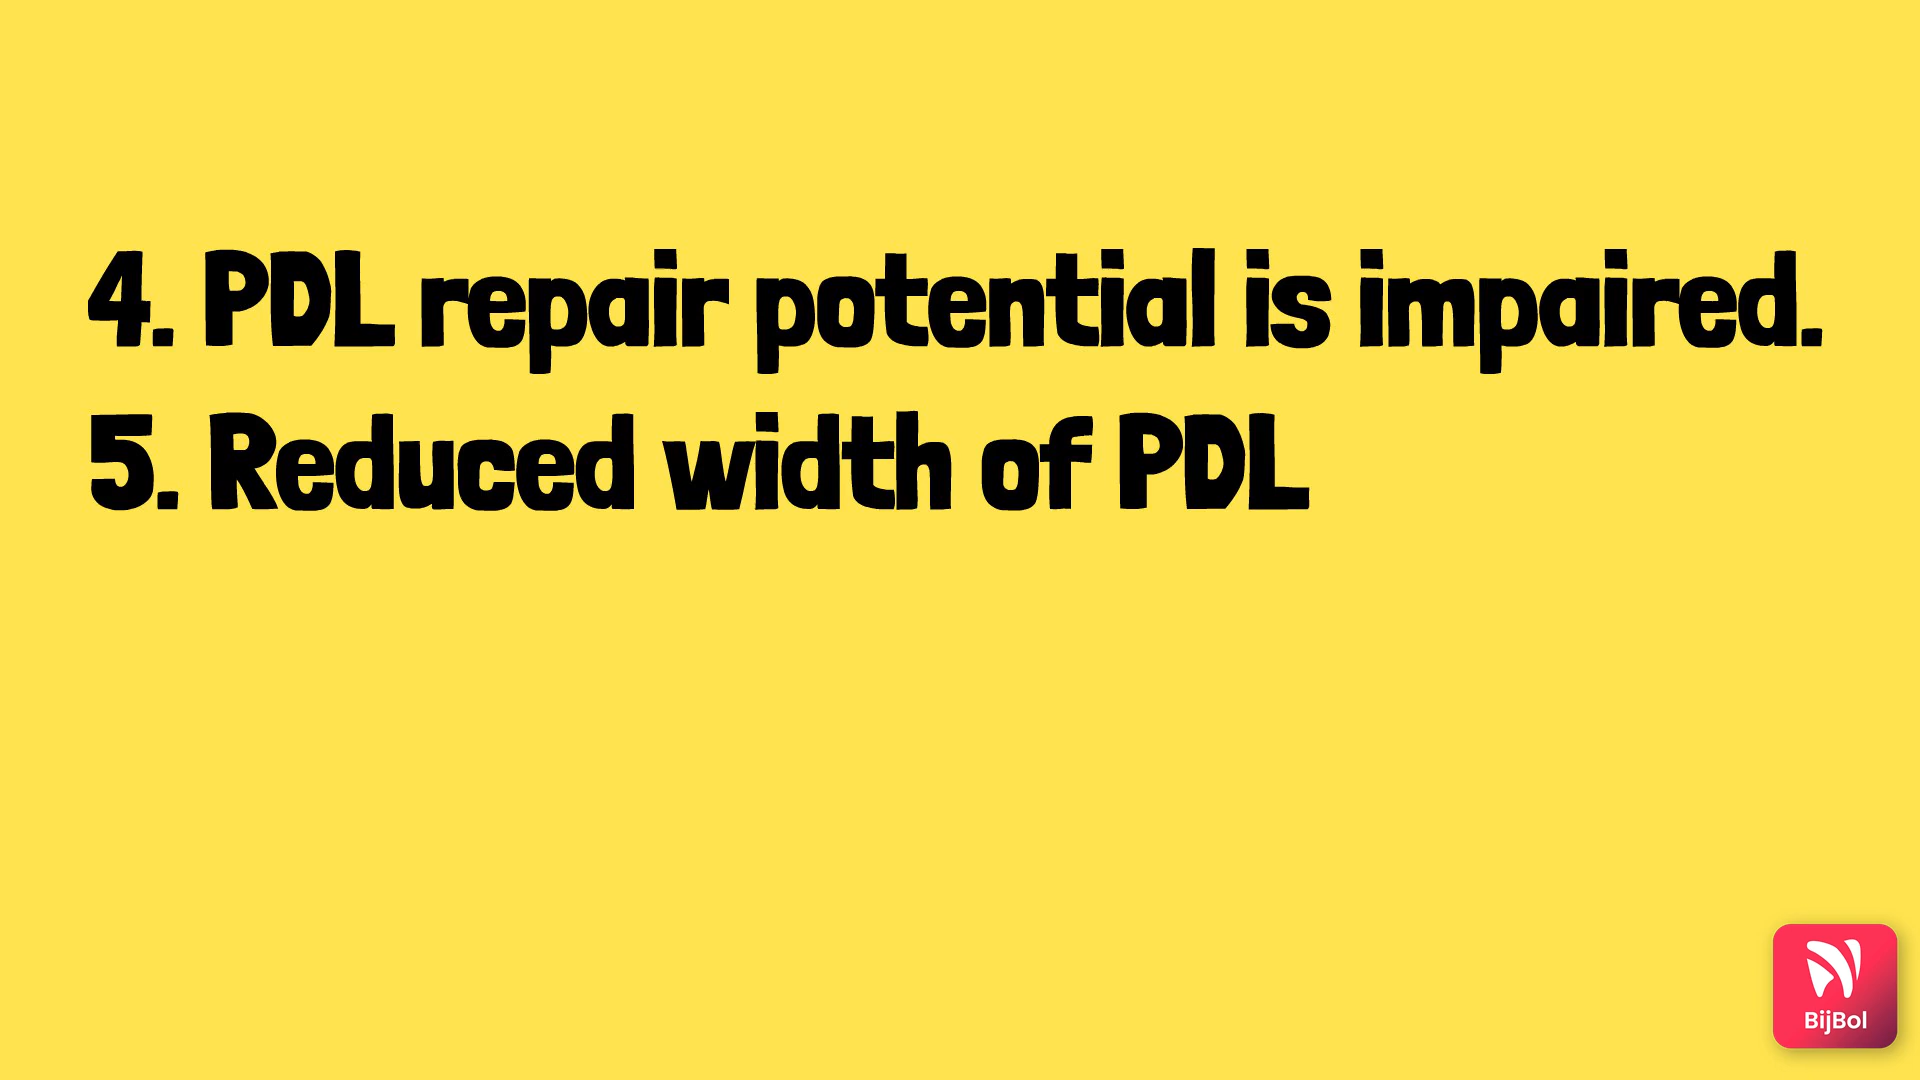 4. PDL repair potential is impaired.
5. Reduced width of PDL
BijBol